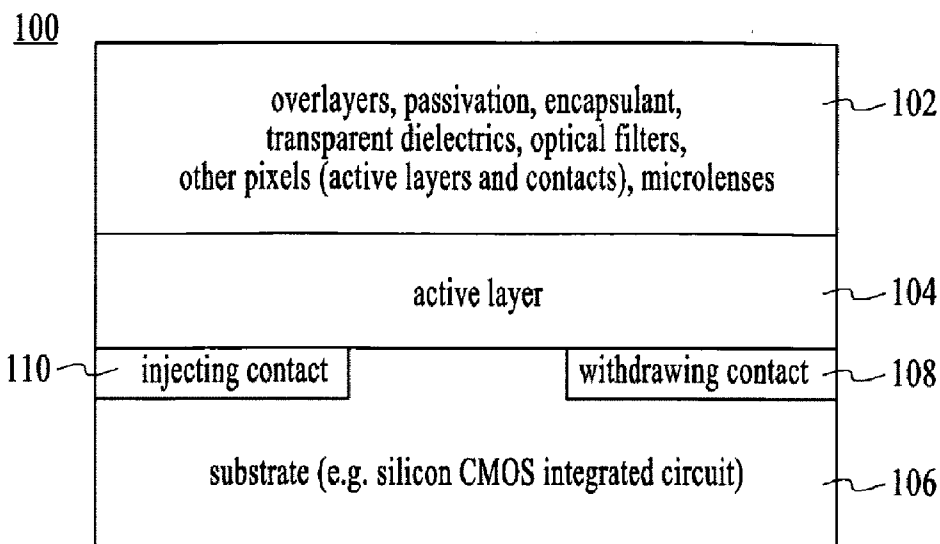 100
overlayers, passivation, encapsulant,
transparent dielectrics, optical filters,
other pixels (active layers and contacts), microlenses
102
active layer
104
110
injecting contact
withdrawing contact
108
substrate (e.g. silicon CMOS integrated circuit)
106